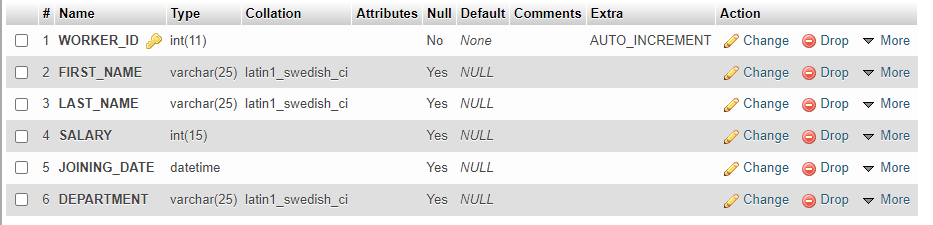 # Name Type Collation Attributes Null Default Comments Extra Action
1 WORKER_ID int(11) No None AUTO_INCREMENT Change Drop More
2 FIRST_NAME varchar(25) latin1_swedish_ci Yes NULL Change Drop More
3 LAST_NAME varchar(25) latin1_swedish_ci Yes NULL Change Drop More
4 SALARY int(15) Yes NULL Change Drop More
5 JOINING_DATE datetime Yes NULL Change Drop More
6 DEPARTMENT varchar(25) latin1_swedish_ci Yes NULL Change Drop More